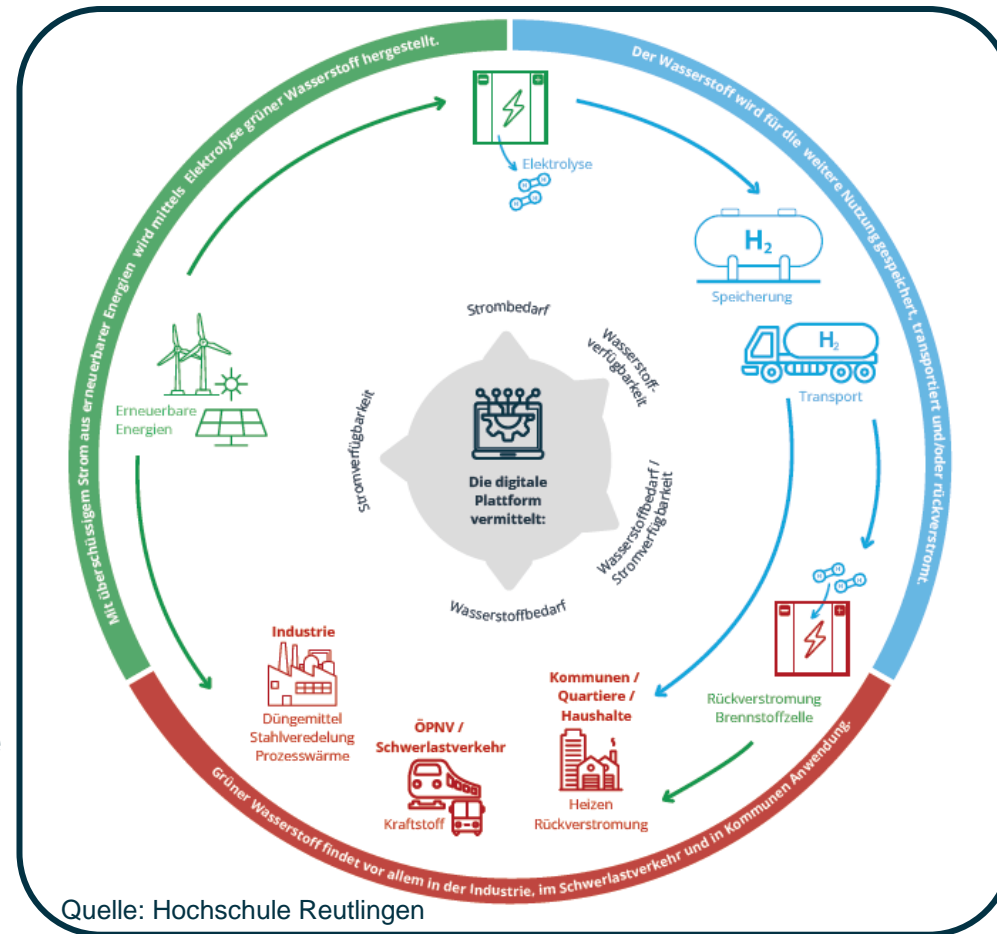 Mit überschüssigem Strom aus erneuerbarer Energien wird mittels Elektrolyse grüner Wasserstoff hergestellt.
Der Wasserstoff wird für die weitere Nutzung gespeichert, transportiert und/oder rückverstromt.
Elektrolyse
H
H
H
H
H₂
Speicherung
H₂
Transport
Erneuerbare
Energien
Strombedarf
Wasserstoff-
verfügbarkeit
Stromverfügbarkeit
Die digitale
Plattform
vermittelt:
Wasserstoffbedarf /
Stromverfügbarkeit
Wasserstoffbedarf
H
H
H
H
Rückverstromung
Brennstoffzelle
Industrie
Düngemittel
Stahlveredelung
Prozesswärme
ÖPNV /
Schwerlastverkehr
Kraftstoff
Kommunen /
Quartiere /
Haushalte
Heizen
Rückverstromung
Grüner Wasserstoff findet vor allem in der Industrie, im Schwerlastverkehr und in Kommunen Anwendung.
Quelle: Hochschule Reutlingen